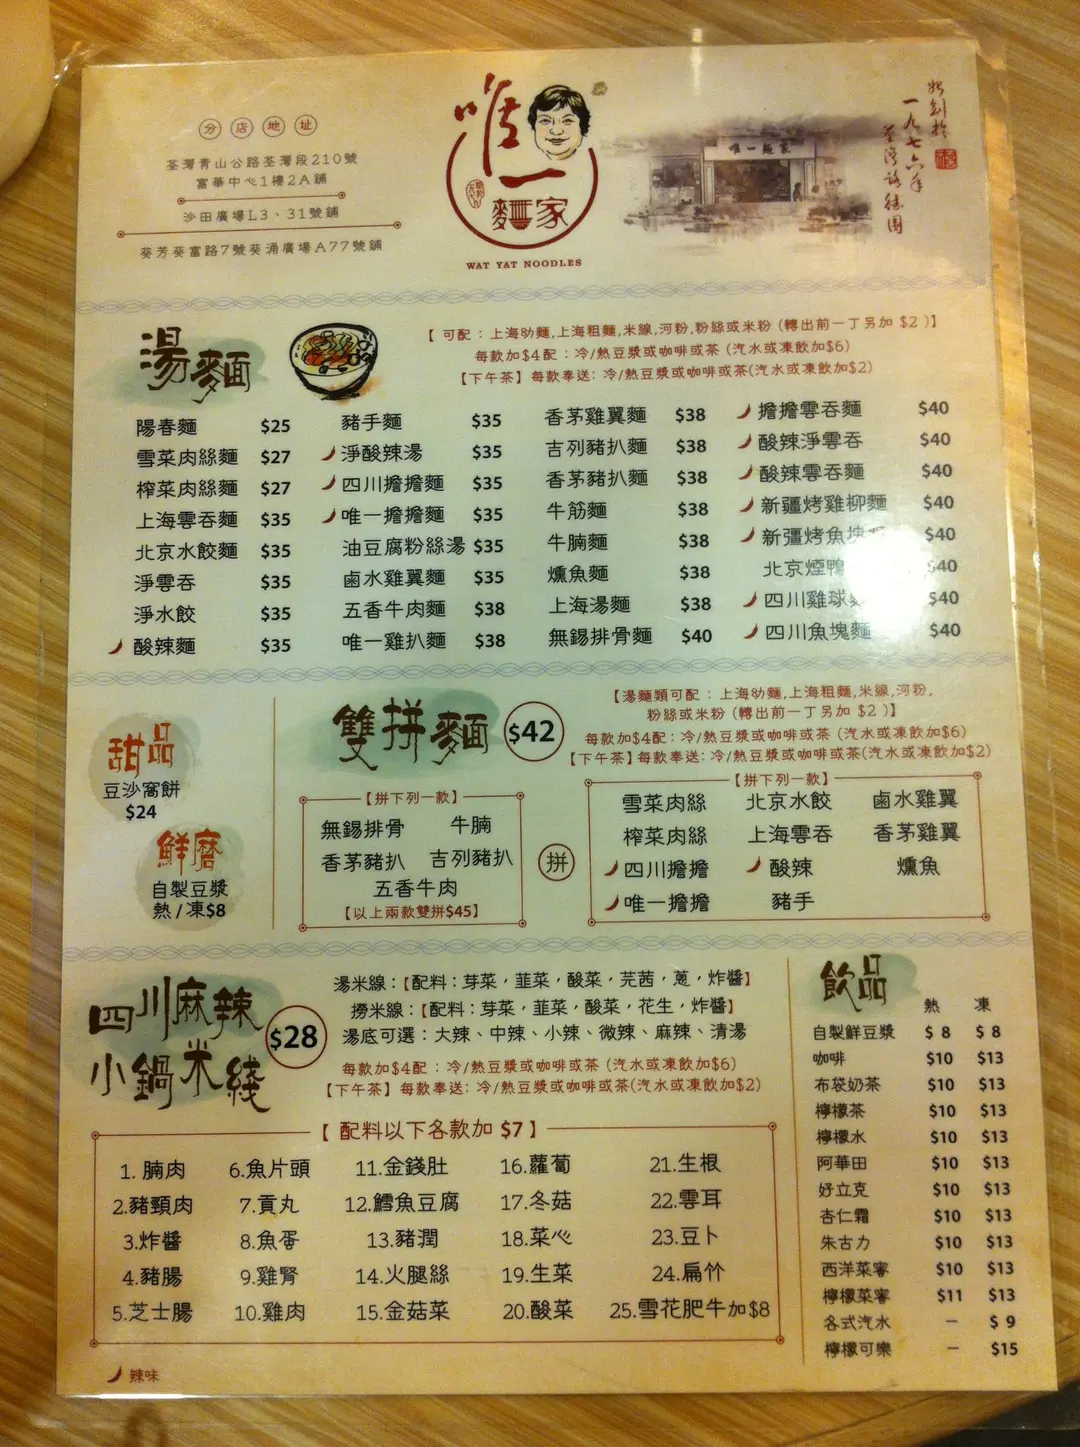 分店地址
荃灣青山公路荃灣段210號
富華中心1樓2A鋪
沙田廣場L3、31號鋪
葵芳葵富路7號葵涌廣場A77號鋪
唯一
麵家
WAT YAT NOODLES
唯一麵家
始創於
一九七六年
荃灣路德圍
湯麵
【 可配 : 上海幼麵,上海粗麵,米線,河粉,粉絲或米粉 (轉出前一丁另加 $2 )】
每款加$4配 : 冷/熱豆漿或咖啡或茶 (汽水或凍飲加$6)
【下午茶】每款奉送: 冷/熱豆漿或咖啡或茶(汽水或凍飲加$2)
陽春麵 $25
雪菜肉絲麵 $27
榨菜肉絲麵 $27
上海雲吞麵 $35
北京水餃麵 $35
淨雲吞 $35
淨水餃 $35
酸辣麵 $35
豬手麵 $35
淨酸辣湯 $35
四川擔擔麵 $35
唯一擔擔麵 $35
油豆腐粉絲湯 $35
鹵水雞翼麵 $35
五香牛肉麵 $38
唯一雞扒麵 $38
香茅雞翼麵 $38
吉列豬扒麵 $38
香茅豬扒麵 $38
牛筋麵 $38
牛腩麵 $38
燻魚麵 $38
上海湯麵 $38
無錫排骨麵 $40
擔擔雲吞麵 $40
酸辣淨雲吞 $40
酸辣雲吞麵 $40
新疆烤雞柳麵 $40
新疆烤魚塊 $40
北京煙鴨 $40
四川雞球麵 $40
四川魚塊麵 $40
甜品
豆沙窩餅
$24
鮮磨
自製豆漿
熱 / 凍$8
雙拼麵 $42
【湯麵類可配 : 上海幼麵,上海粗麵,米線,河粉,
粉絲或米粉 (轉出前一丁另加 $2 )】
每款加$4配 : 冷/熱豆漿或咖啡或茶 (汽水或凍飲加$6)
【下午茶】每款奉送: 冷/熱豆漿或咖啡或茶(汽水或凍飲加$2)
【拼下列一款】
無錫排骨 牛腩
香茅豬扒 吉列豬扒
五香牛肉
【以上兩款雙拼$45】
拼
【拼下列一款】
雪菜肉絲 北京水餃 鹵水雞翼
榨菜肉絲 上海雲吞 香茅雞翼
四川擔擔 酸辣 燻魚
唯一擔擔 豬手
四川麻辣
小鍋米綫
$28
湯米線 :【配料 : 芽菜，韮菜，酸菜，芫茜，蔥，炸醬】
撈米線 :【配料 : 芽菜，韮菜，酸菜，花生，炸醬】
湯底可選 : 大辣、中辣、小辣、微辣、麻辣、清湯
每款加$4配 : 冷/熱豆漿或咖啡或茶 (汽水或凍飲加$6)
【下午茶】每款奉送: 冷/熱豆漿或咖啡或茶(汽水或凍飲加$2)
【 配料以下各款加 $7 】
1. 腩肉 6.魚片頭 11.金錢肚 16.蘿蔔 21.生根
2.豬頸肉 7.貢丸 12.鱈魚豆腐 17.冬菇 22.雲耳
3.炸醬 8.魚蛋 13.豬潤 18.菜心 23.豆卜
4.豬腸 9.雞腎 14.火腿絲 19.生菜 24.扁竹
5.芝士腸 10.雞肉 15.金菇菜 20.酸菜 25.雪花肥牛加$8
飲品
熱 凍
自製鮮豆漿 $ 8 $ 8
咖啡 $10 $13
布袋奶茶 $10 $13
檸檬茶 $10 $13
檸檬水 $10 $13
阿華田 $10 $13
好立克 $10 $13
杏仁霜 $10 $13
朱古力 $10 $13
西洋菜蜜 $10 $13
檸檬菜蜜 $11 $13
各式汽水 – $ 9
檸檬可樂 – $15
辣味